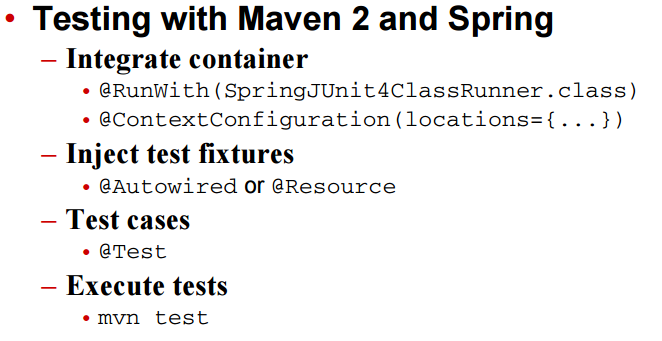 • Testing with Maven 2 and Spring
– Integrate container
• @RunWith(SpringJUnit4ClassRunner.class)
• @ContextConfiguration(locations={...})
– Inject test fixtures
• @Autowired or @Resource
– Test cases
• @Test
– Execute tests
• mvn test